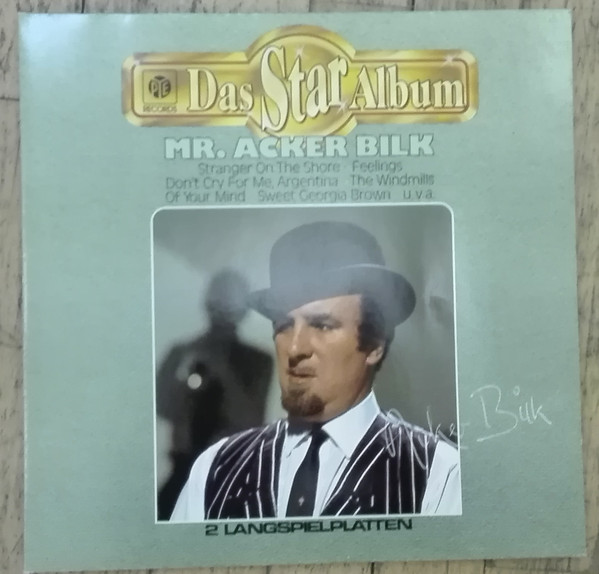 PYE
RECORDS
Das Star Album
MR. ACKER BILK
Stranger On The Shore · Feelings
Don't Cry For Me, Argentina · The Windmills
Of Your Mind · Sweet Georgia Brown · u.v.a.
Acker Bilk
2 LANGSPIELPLATTEN